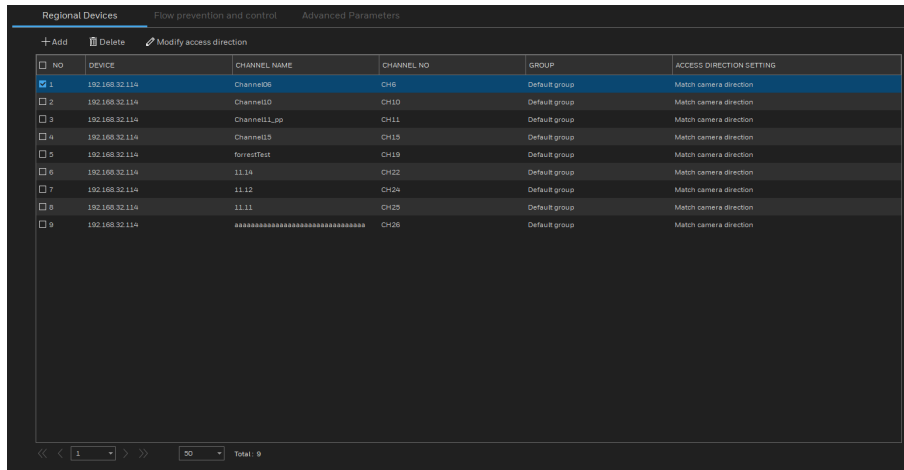 Regional Devices Flow prevention and control Advanced Parameters
Add Delete Modify access direction
NO DEVICE CHANNEL NAME CHANNEL NO GROUP ACCESS DIRECTION SETTING
1 192.168.32.114 Channel06 CH6 Default group Match camera direction
2 192.168.32.114 Channel10 CH10 Default group Match camera direction
3 192.168.32.114 Channel11_pp CH11 Default group Match camera direction
4 192.168.32.114 Channel15 CH15 Default group Match camera direction
5 192.168.32.114 forrestTest CH19 Default group Match camera direction
6 192.168.32.114 11.14 CH22 Default group Match camera direction
7 192.168.32.114 11.12 CH24 Default group Match camera direction
8 192.168.32.114 11.11 CH25 Default group Match camera direction
9 192.168.32.114 aaaaaaaaaaaaaaaaaaaaaaaaaaaaaaaa CH26 Default group Match camera direction
1 50 Total: 9